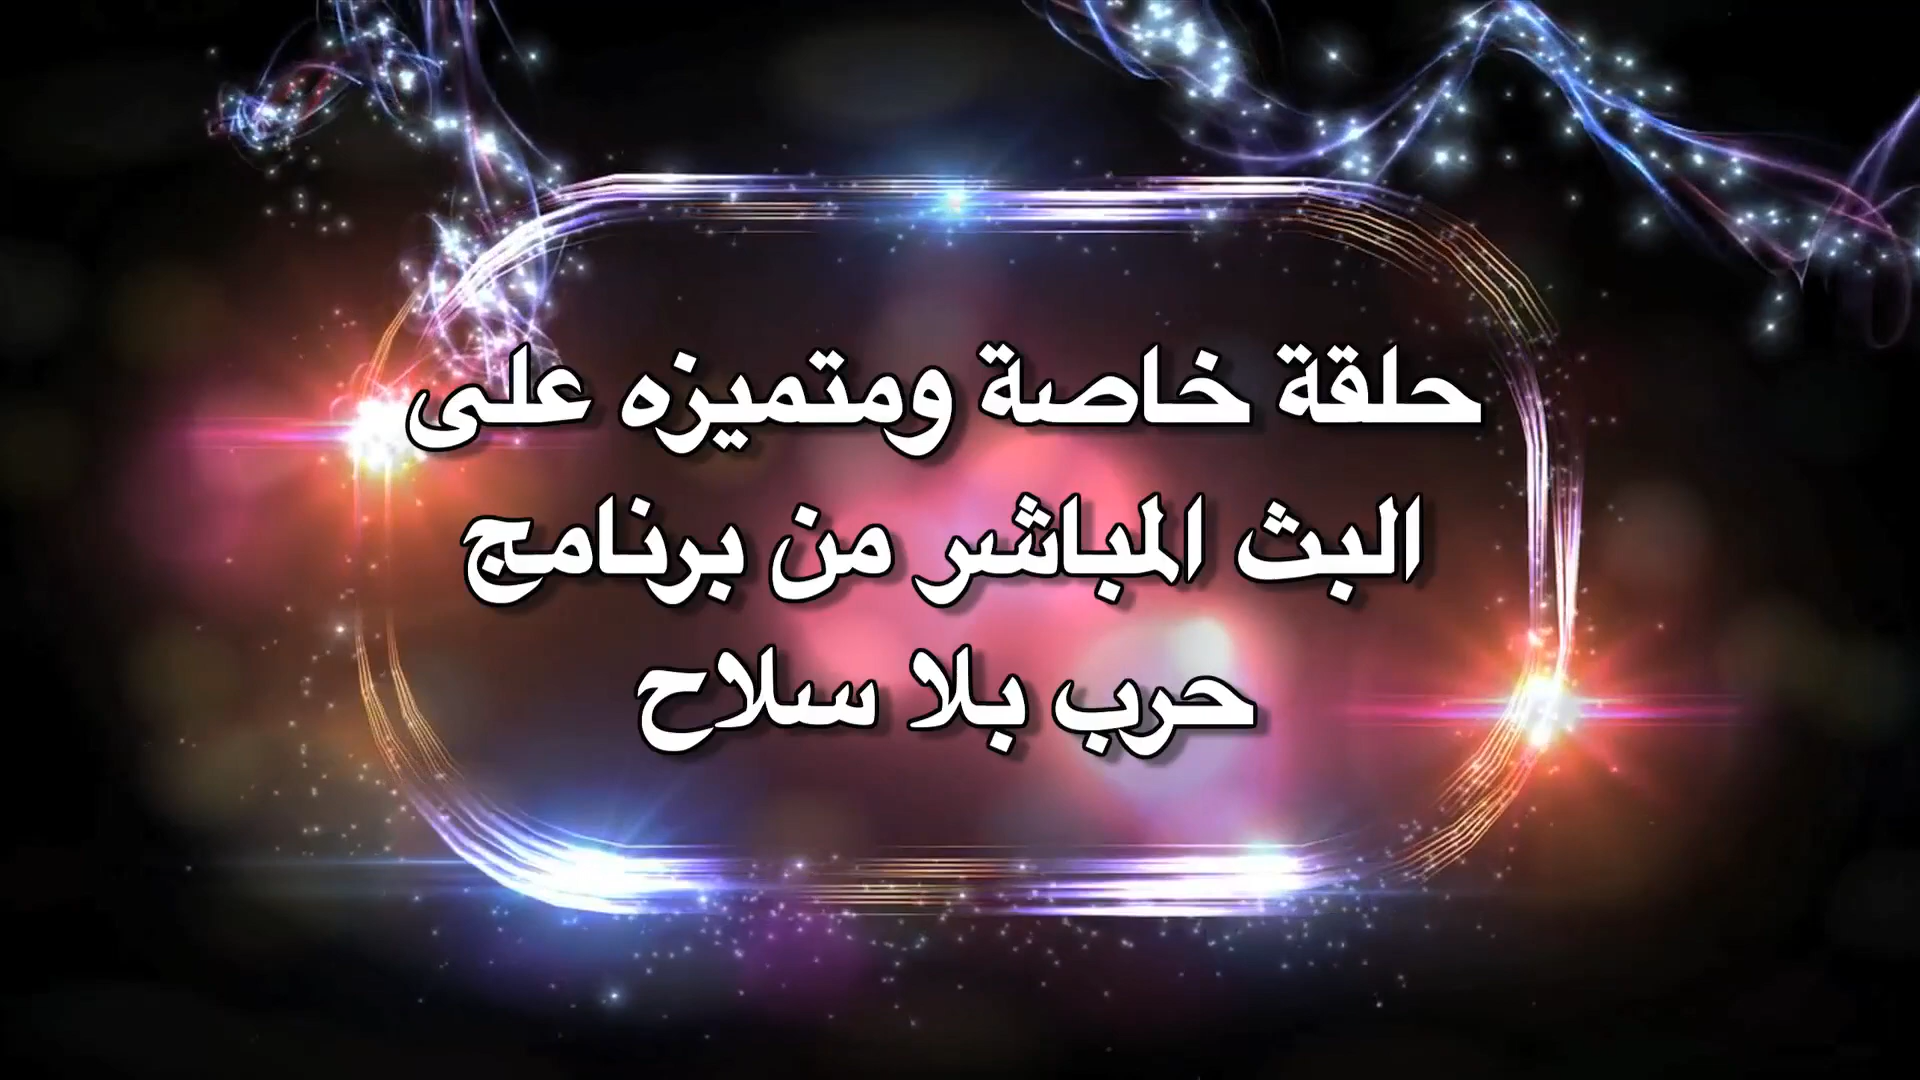 حلقة خاصة ومتميزه على
البث المباشر من برنامج
حرب بلا سلاح